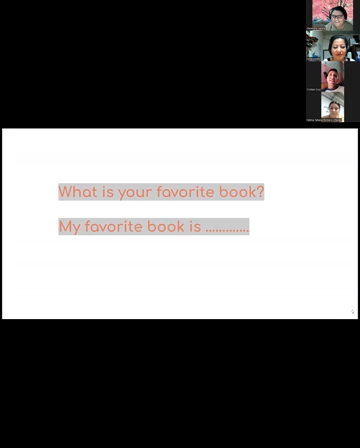 What is your favorite book?
My favorite book is .............